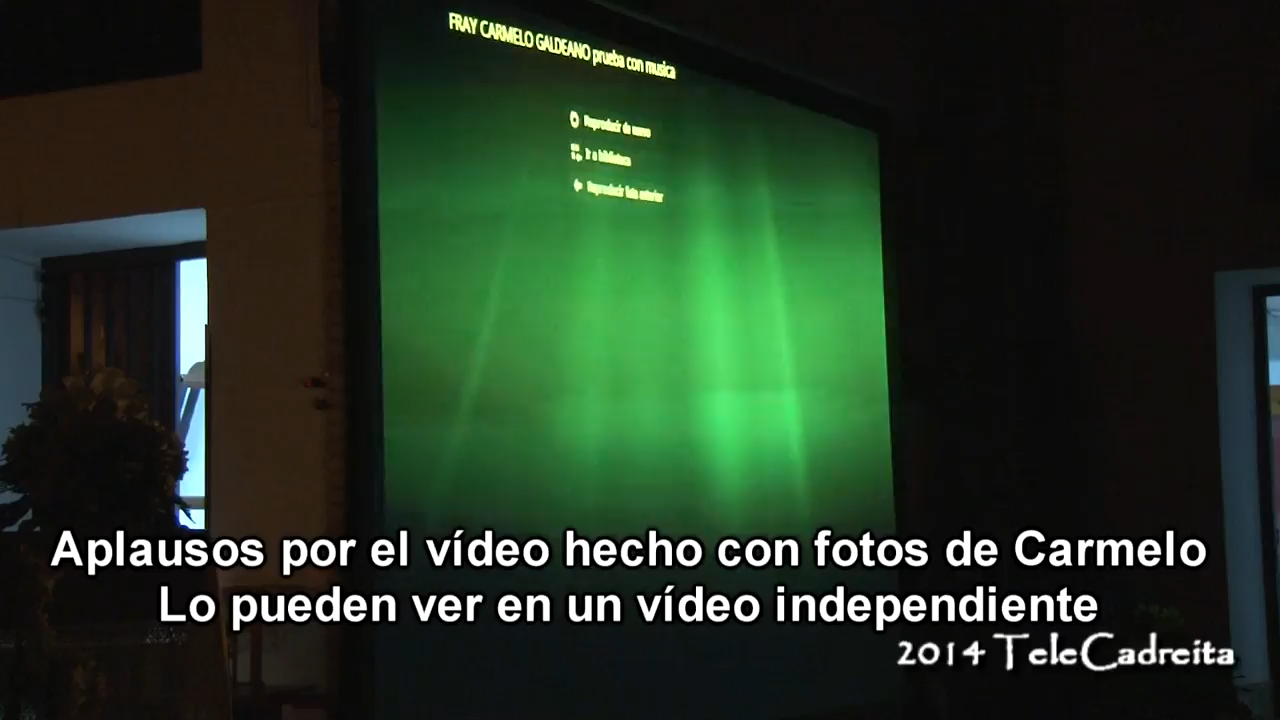 FRAY CARMELO GALDEANO prueba con musica
Reproducir de nuevo
Ir a biblioteca
Reproducir lista anterior
Aplausos por el vídeo hecho con fotos de Carmelo
Lo pueden ver en un vídeo independiente
2014 TeleCadreita